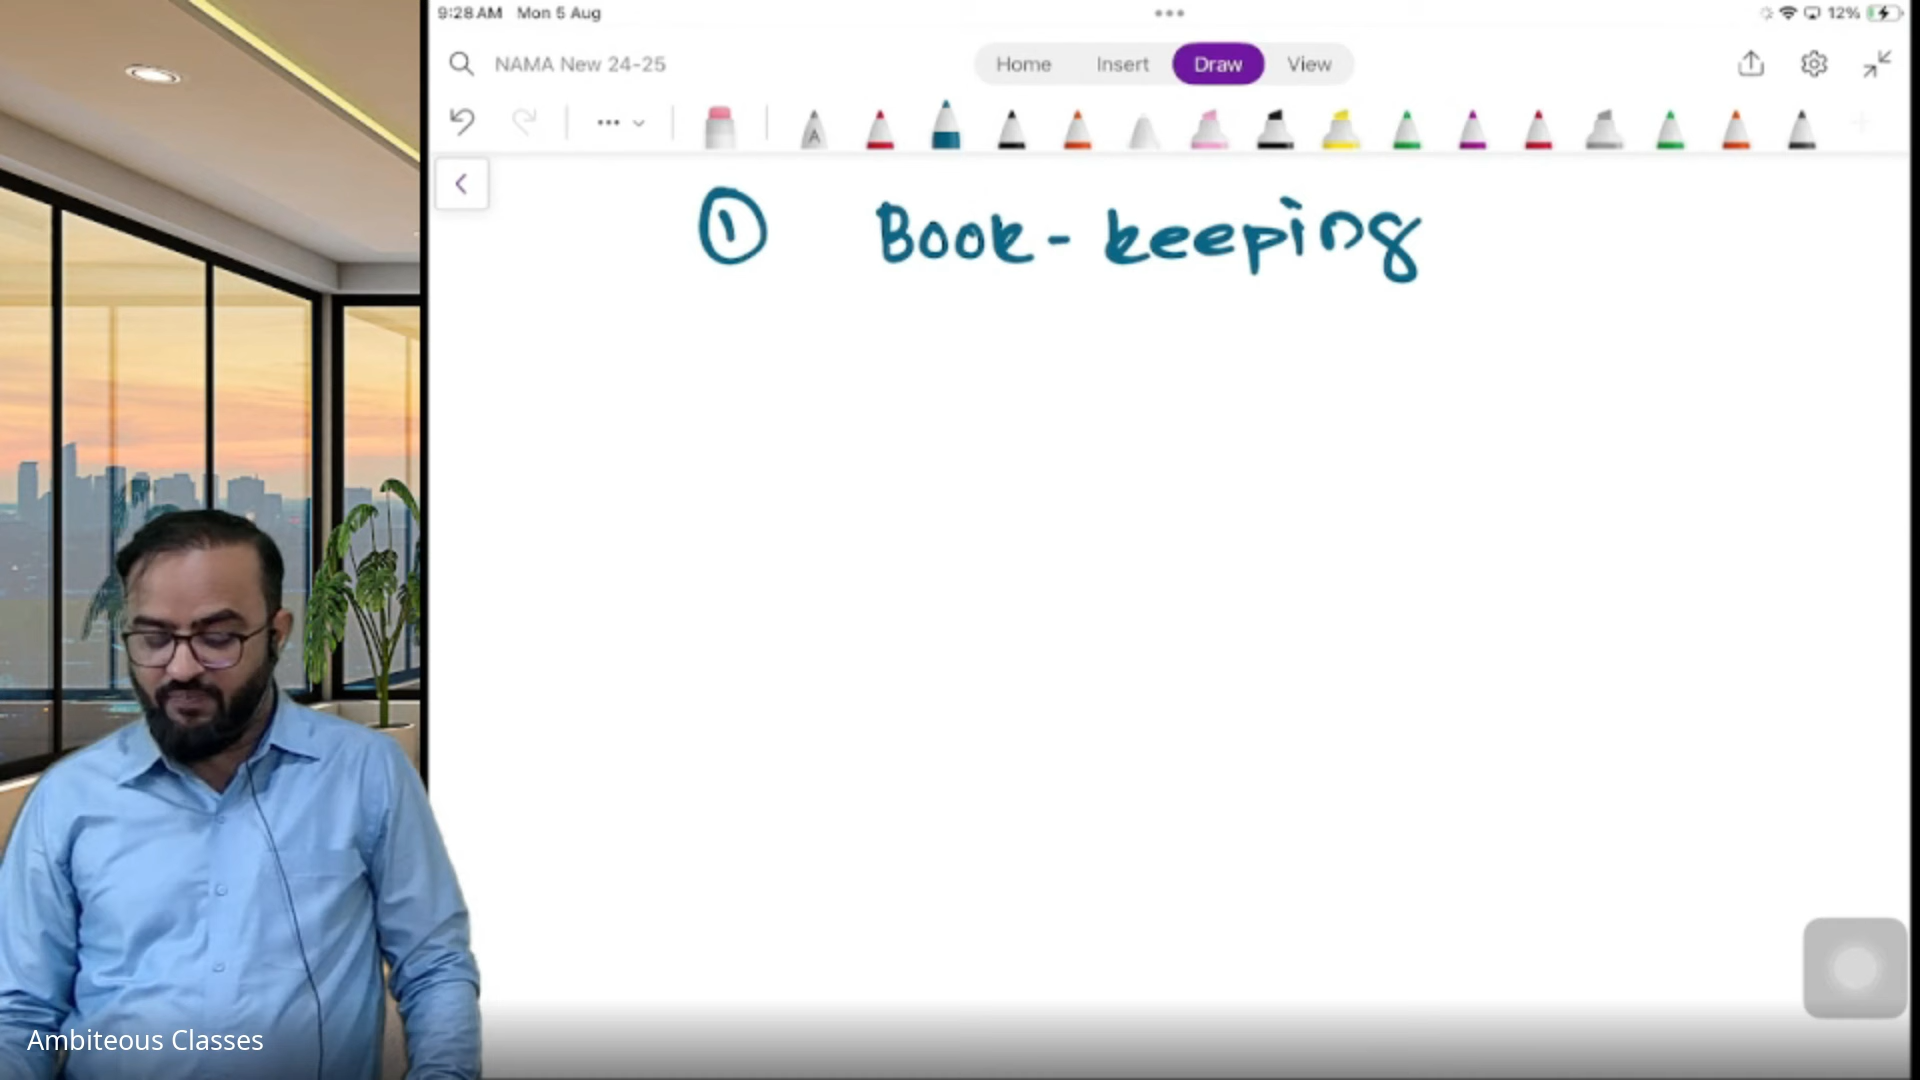 9:28 AM Mon 5 Aug
12%
NAMA New 24-25
Home Insert Draw View
A
① Book-keeping
Ambiteous Classes